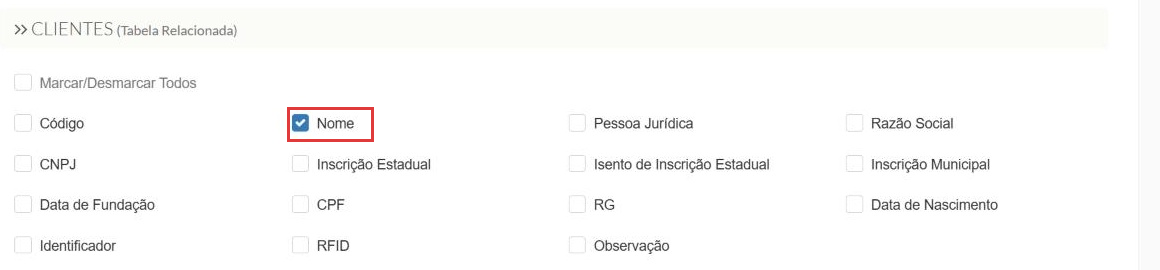 >> CLIENTES (Tabela Relacionada)
Marcar/Desmarcar Todos
Código Nome Pessoa Jurídica Razão Social
CNPJ Inscrição Estadual Isento de Inscrição Estadual Inscrição Municipal
Data de Fundação CPF RG Data de Nascimento
Identificador RFID Observação